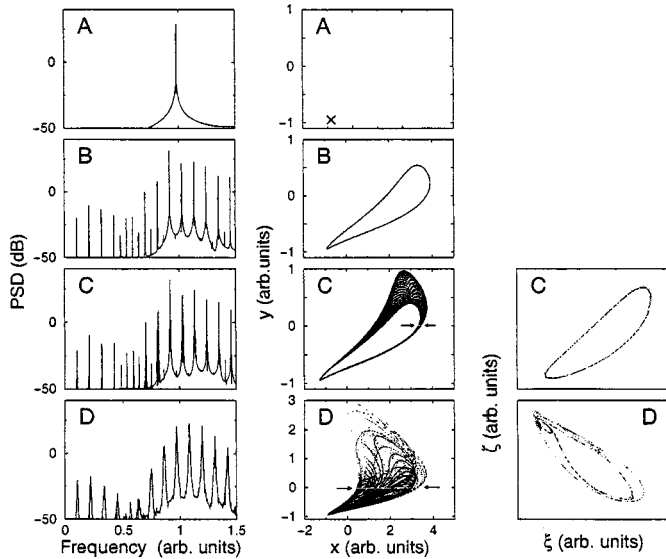 A
0
-50
B
0
-50
C
0
-50
D
0
-50
0
0.5
1.0
1.5
PSD (dB)
Frequency (arb. units)
A
1
0
-1
B
1
0
-1
C
1
0
-1
D
3
2
1
0
-1
-2
0
2
4
y (arb.units)
x (arb. units)
C
D
ζ (arb. units)
ξ (arb. units)